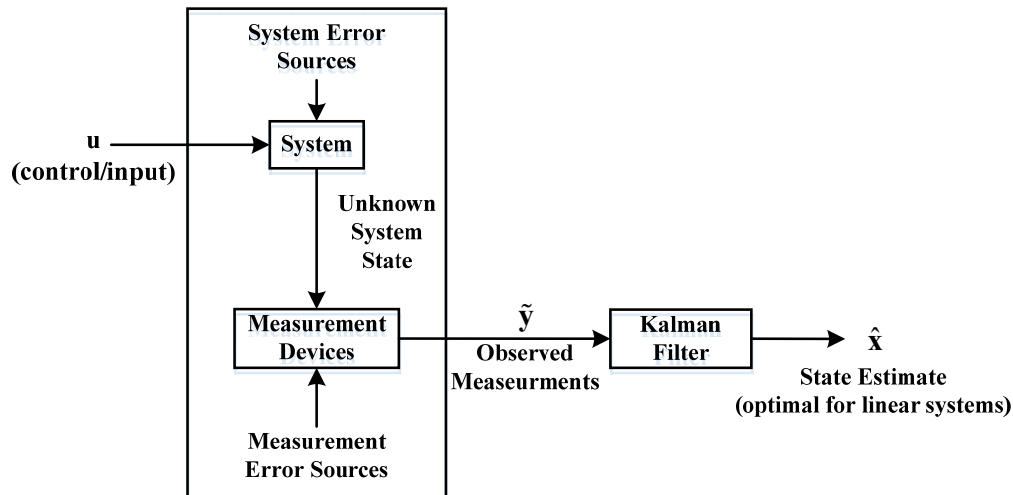 System Error
Sources
u
(control/input)
System
Unknown
System
State
Measurement
Devices
ỹ
Observed
Measeurments
Kalman
Filter
x̂
State Estimate
(optimal for linear systems)
Measurement
Error Sources